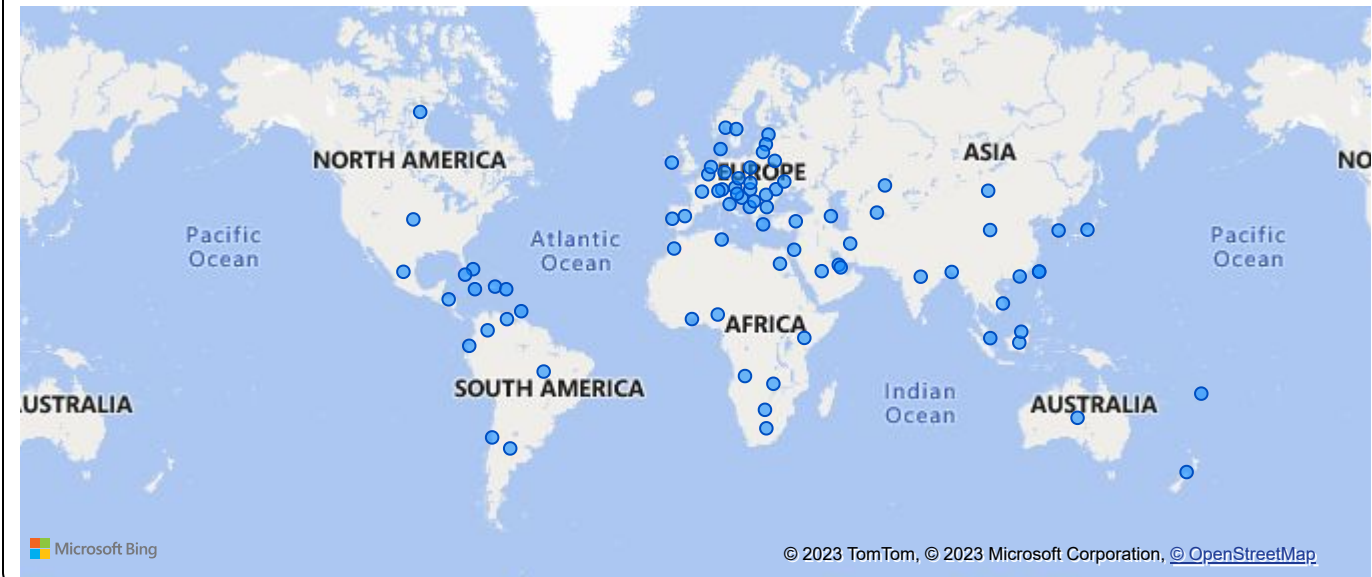 NORTH AMERICA
EUROPE
ASIA
NO
Pacific
Ocean
Atlantic
Ocean
Pacific
Ocean
AFRICA
SOUTH AMERICA
Indian
Ocean
USTRALIA
AUSTRALIA
Microsoft Bing
© 2023 TomTom, © 2023 Microsoft Corporation, © OpenStreetMap